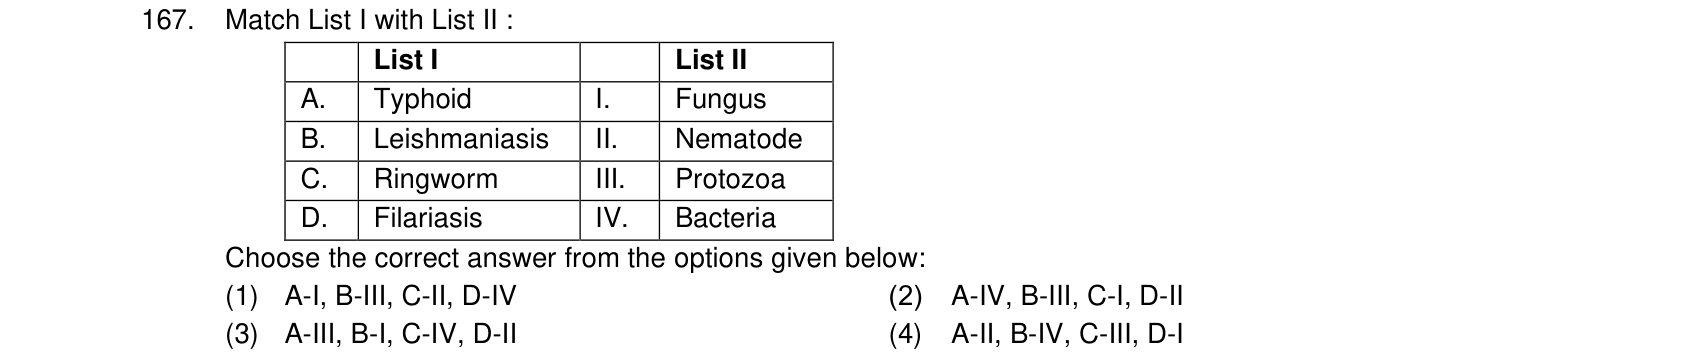 167. Match List I with List II :
List I List II
A. Typhoid I. Fungus
B. Leishmaniasis II. Nematode
C. Ringworm III. Protozoa
D. Filariasis IV. Bacteria
Choose the correct answer from the options given below:
(1) A-I, B-III, C-II, D-IV (2) A-IV, B-III, C-I, D-II
(3) A-III, B-I, C-IV, D-II (4) A-II, B-IV, C-III, D-I